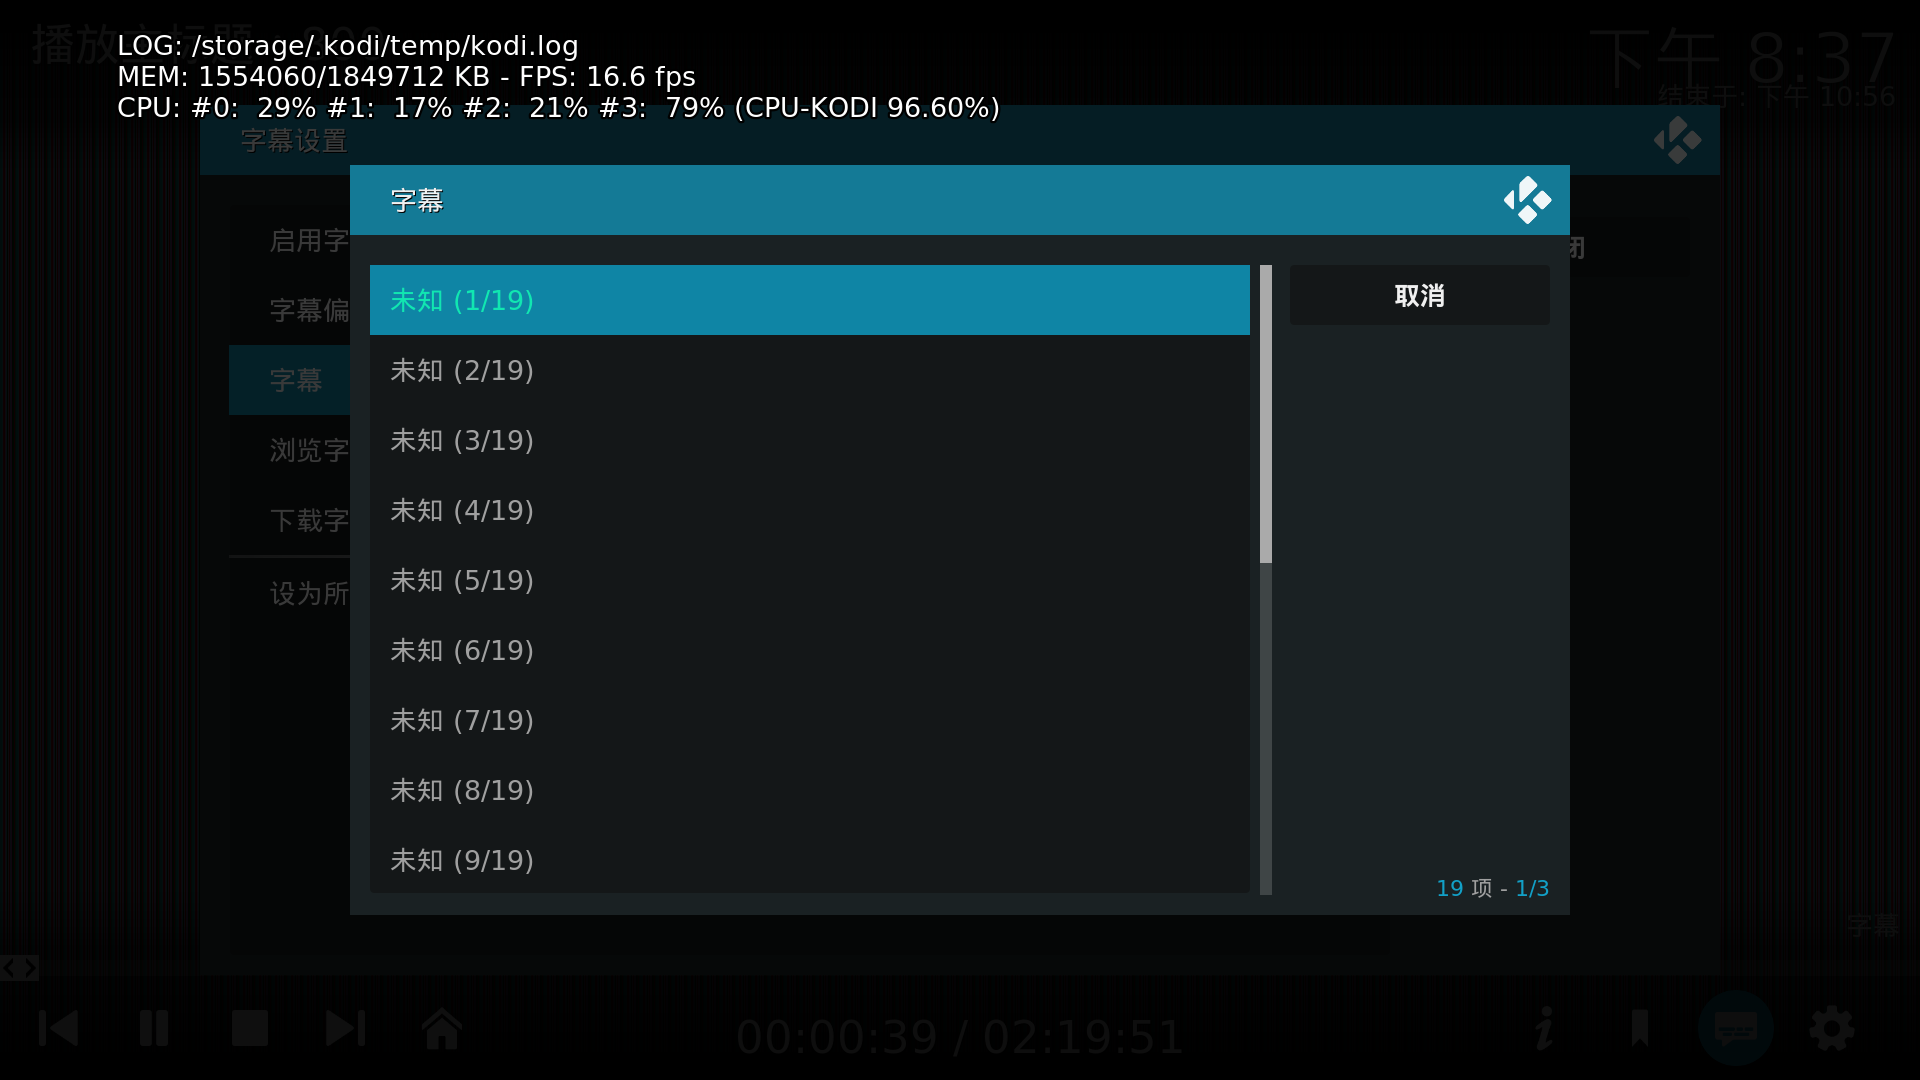 LOG: /storage/.kodi/temp/kodi.log
MEM: 1554060/1849712 KB - FPS: 16.6 fps
CPU: #0: 29% #1: 17% #2: 21% #3: 79% (CPU-KODI 96.60%)
下午 8:37
结束于: 下午 10:56
字幕设置
字幕
启用字
闭
字幕偏
字幕
浏览字
下载字
设为所
未知 (1/19)
未知 (2/19)
未知 (3/19)
未知 (4/19)
未知 (5/19)
未知 (6/19)
未知 (7/19)
未知 (8/19)
未知 (9/19)
取消
19 项 - 1/3
字幕
00:00:39 / 02:19:51